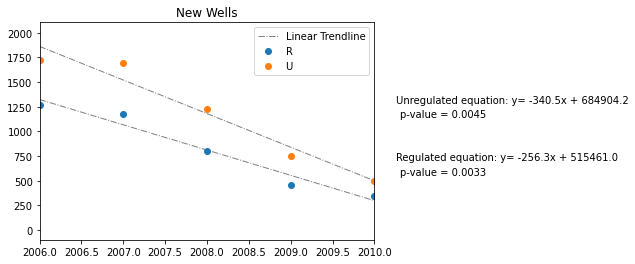 New Wells
2000
1750
1500
1250
1000
750
500
250
0
2006.0 2006.5 2007.0 2007.5 2008.0 2008.5 2009.0 2009.5 2010.0
Linear Trendline
R
U
Unregulated equation: y= -340.5x + 684904.2
p-value = 0.0045
Regulated equation: y= -256.3x + 515461.0
p-value = 0.0033